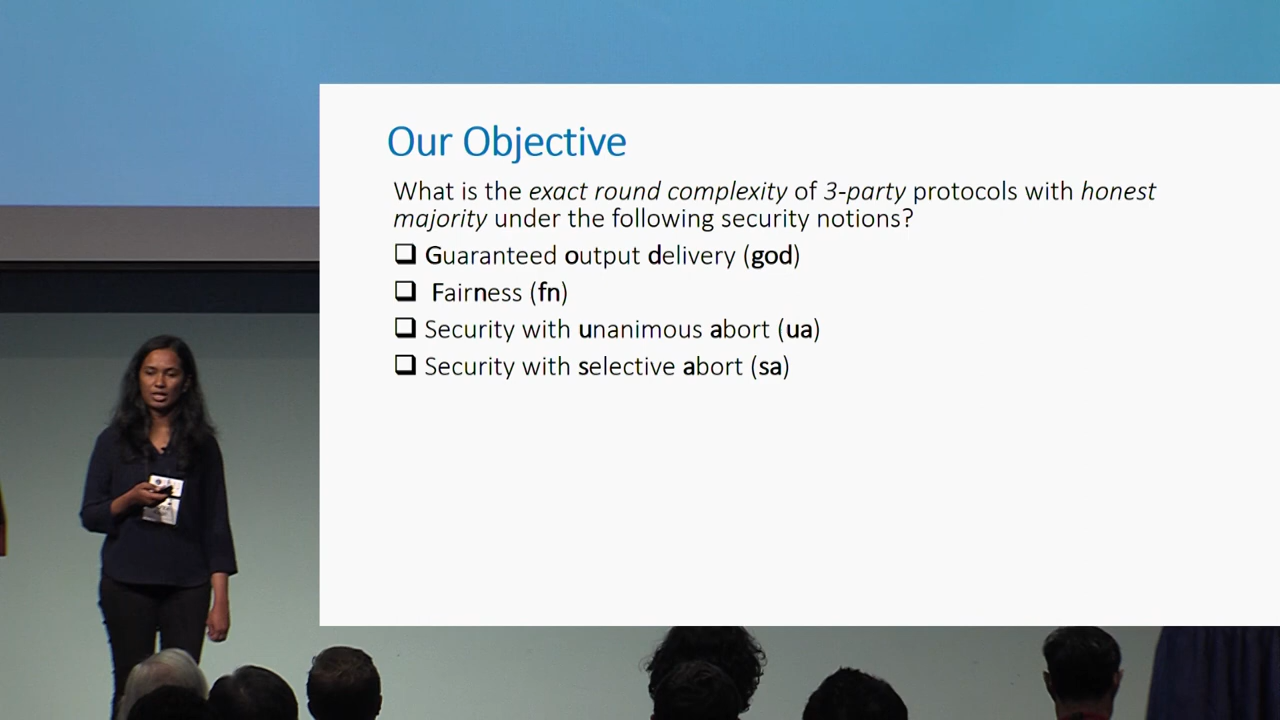 Our Objective
What is the exact round complexity of 3-party protocols with honest
majority under the following security notions?
Guaranteed output delivery (god)
Fairness (fn)
Security with unanimous abort (ua)
Security with selective abort (sa)